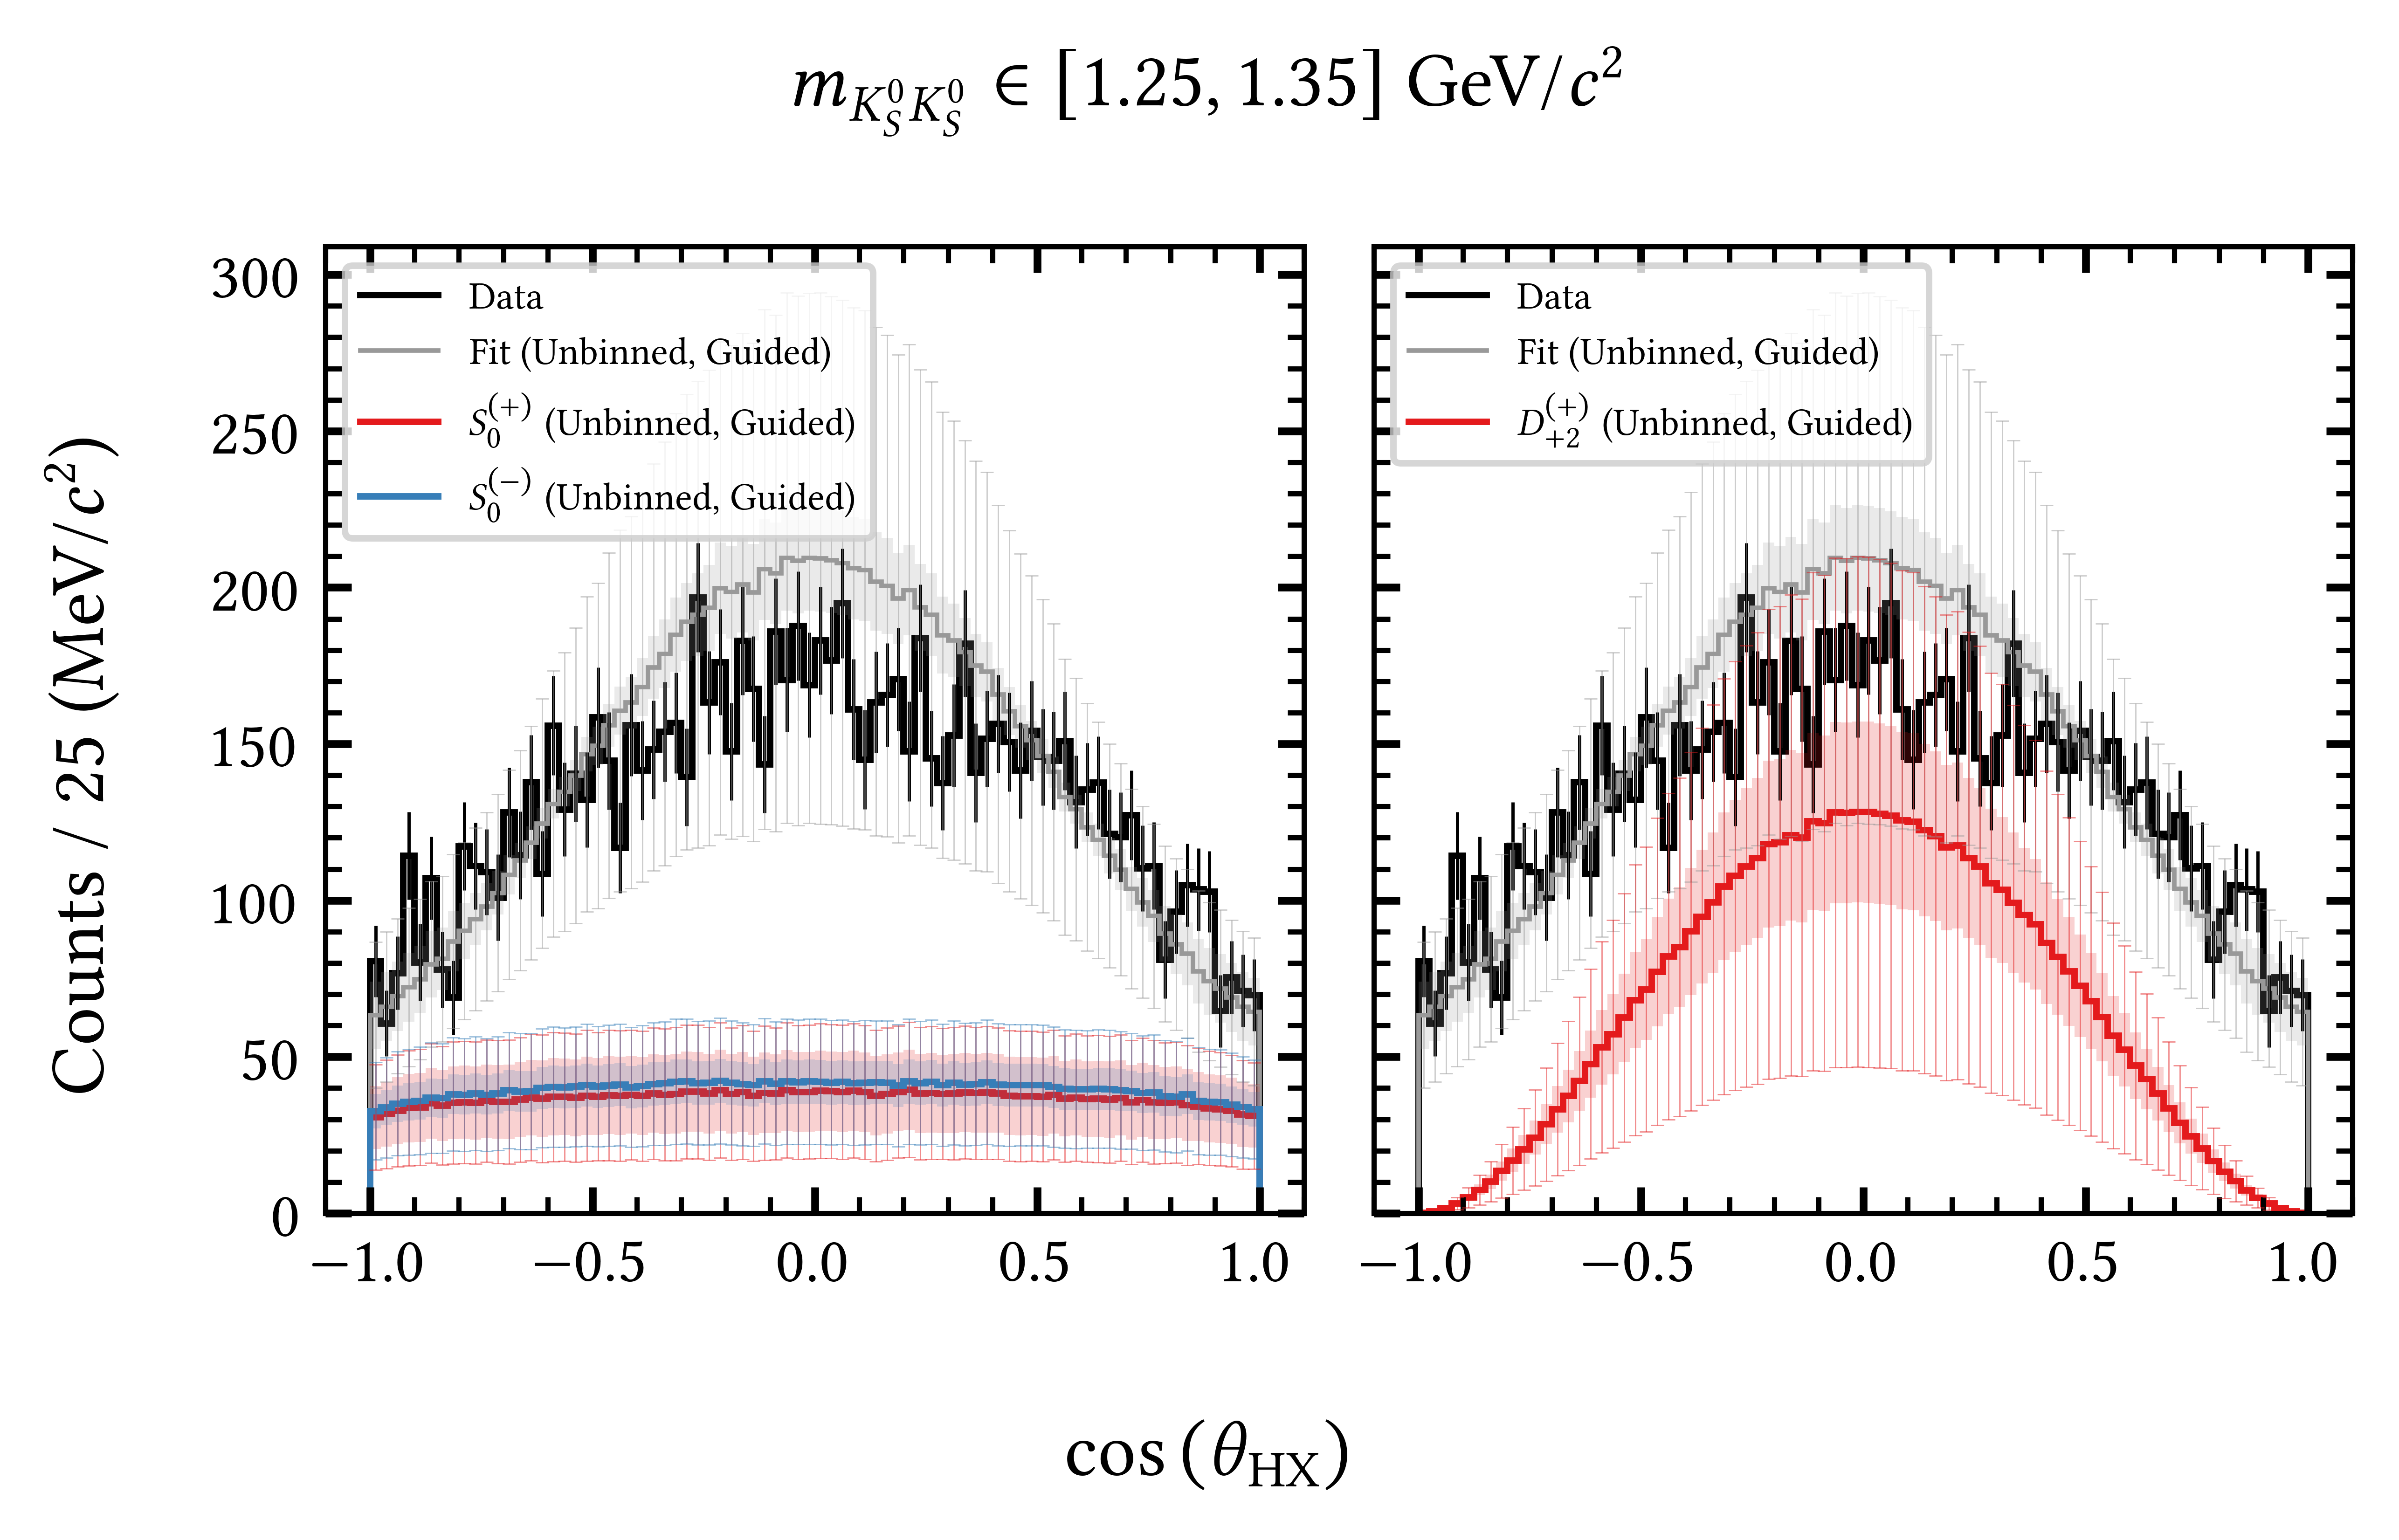 m_{K_S^0 K_S^0} ∈ [1.25, 1.35] GeV/c²
Counts / 25 (MeV/c²)
300
250
200
150
100
50
0
Data
Fit (Unbinned, Guided)
S_0^{(+)} (Unbinned, Guided)
S_0^{(−)} (Unbinned, Guided)
−1.0 −0.5 0.0 0.5 1.0
Data
Fit (Unbinned, Guided)
D_{+2}^{(+)} (Unbinned, Guided)
−1.0 −0.5 0.0 0.5 1.0
cos (θ_{HX})